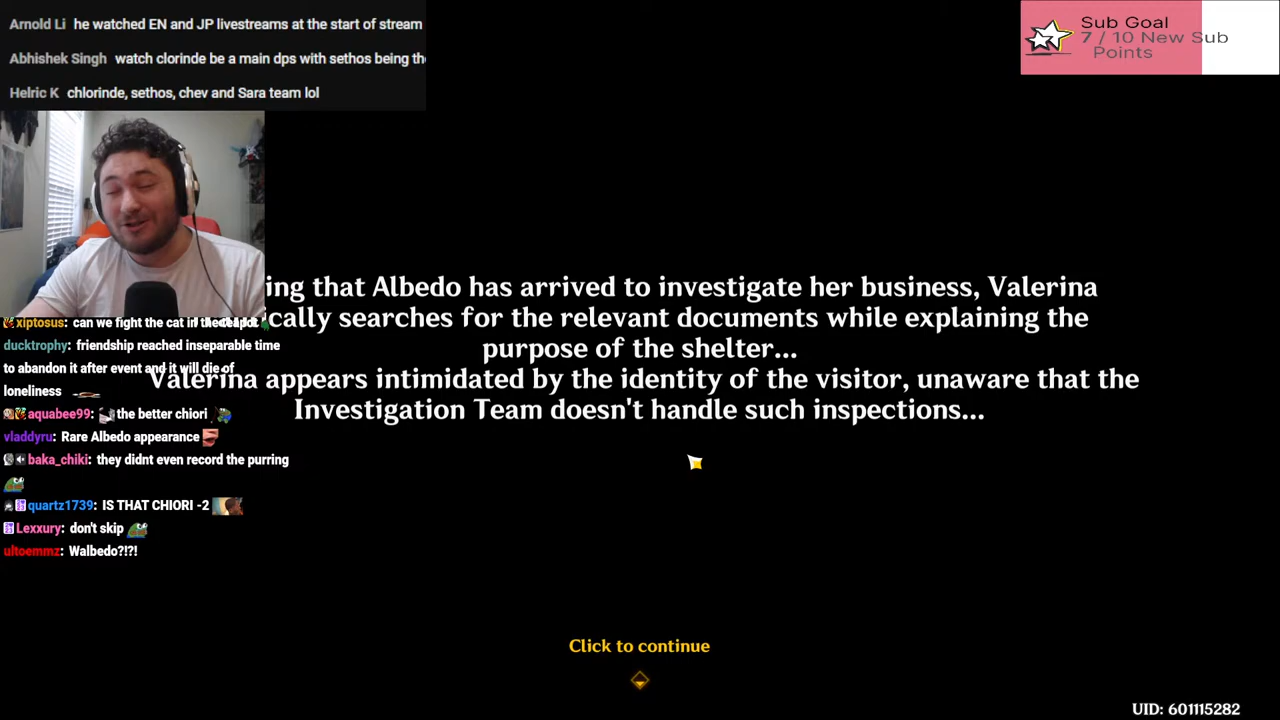 Arnold Li he watched EN and JP livestreams at the start of stream
Abhishek Singh watch clorinde be a main dps with sethos being the
Helric K chlorinde, sethos, chev and Sara team lol
Sub Goal
7 / 10 New Sub
Points
ing that Albedo has arrived to investigate her business, Valerina
ically searches for the relevant documents while explaining the
purpose of the shelter...
Valerina appears intimidated by the identity of the visitor, unaware that the
Investigation Team doesn't handle such inspections...
xiptosus: can we fight the cat in the teapot
ducktrophy: friendship reached inseparable time
to abandon it after event and it will die of
loneliness
aquabee99: the better chiori
vladdyru: Rare Albedo appearance
baka_chiki: they didnt even record the purring
quartz1739: IS THAT CHIORI -2
Lexxury: don't skip
ultoemmz: Walbedo?!?!
Click to continue
UID: 601115282